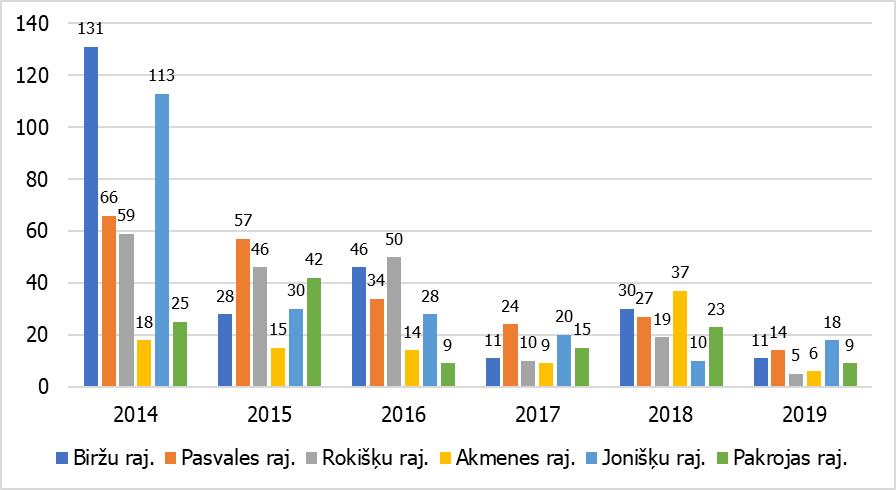 140
120
100
80
60
40
20
0
131 66 59 18 113 25
28 57 46 15 30 42
46 34 50 14 28 9
11 24 10 9 20 15
30 27 19 37 10 23
11 14 5 6 18 9
2014 2015 2016 2017 2018 2019
Biržu raj. Pasvales raj. Rokišķu raj. Akmenes raj. Jonišķu raj. Pakrojas raj.